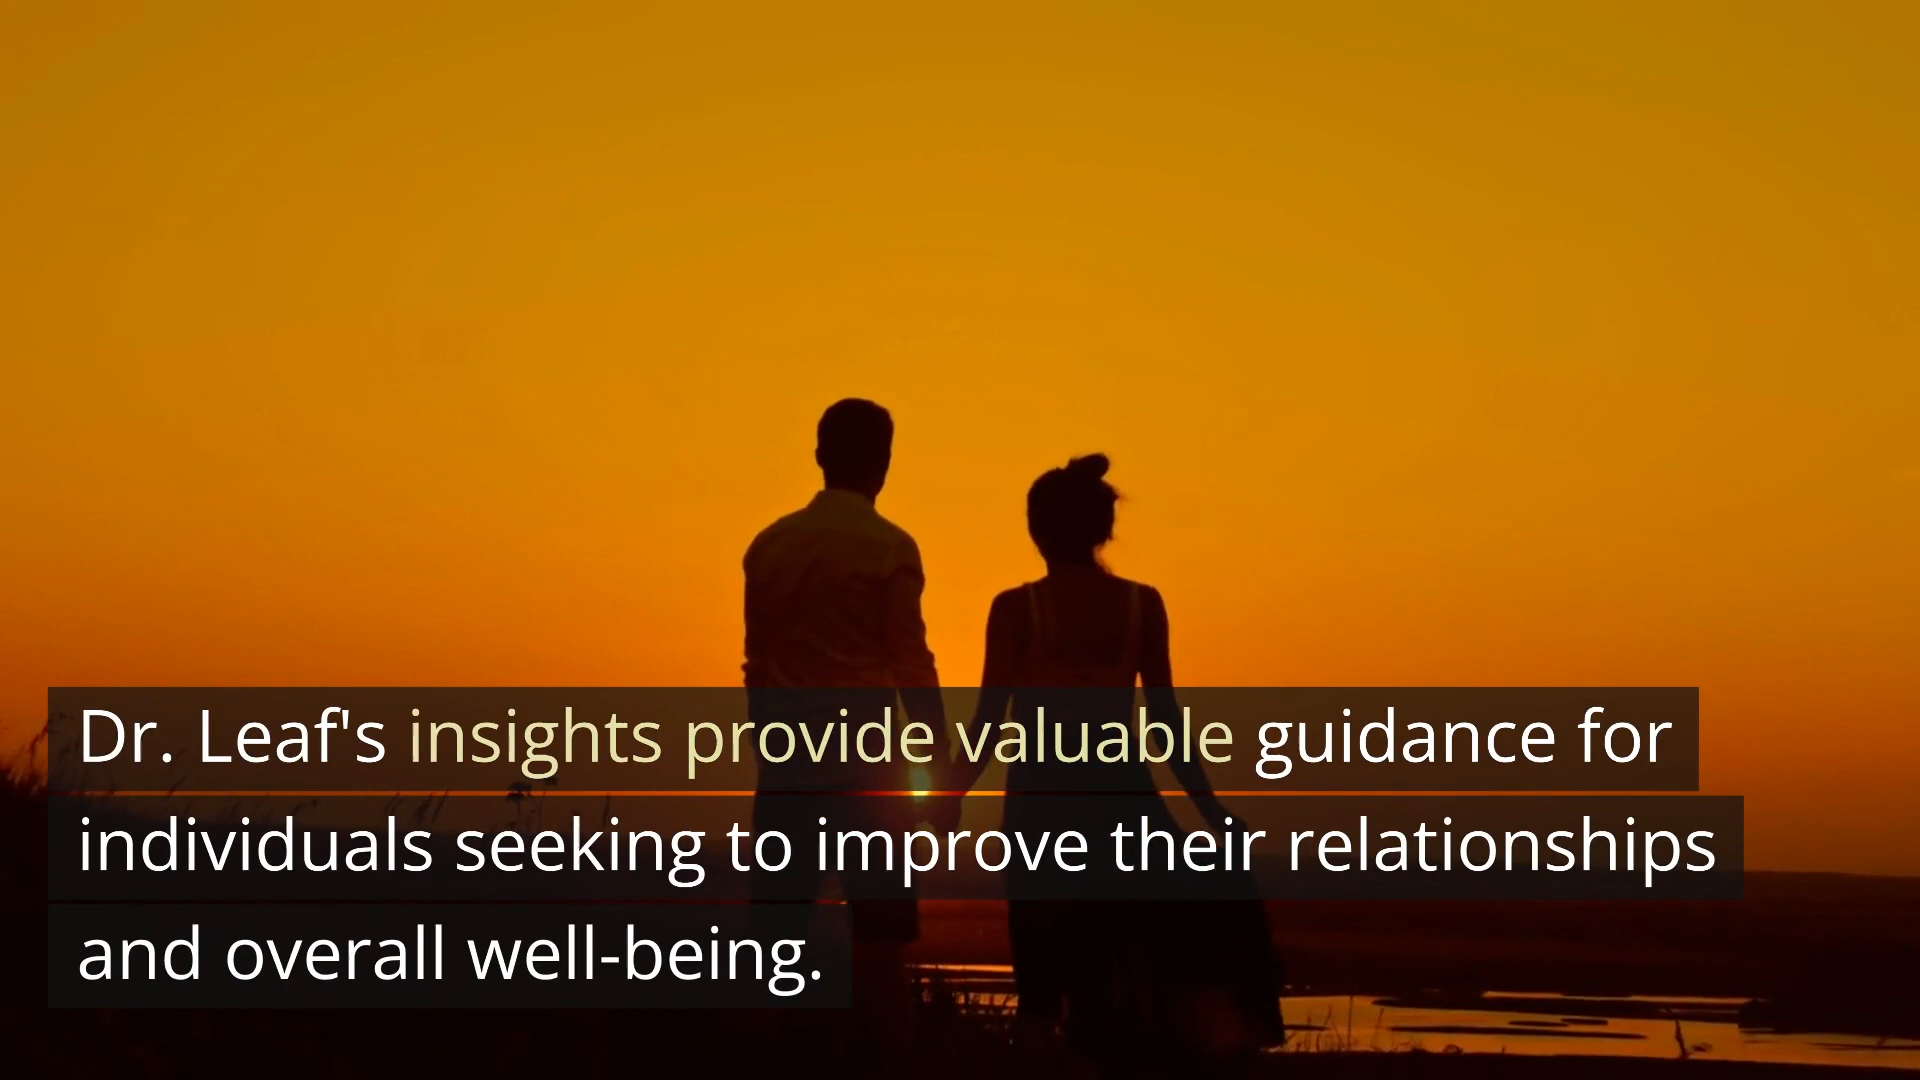 Dr. Leaf's insights provide valuable guidance for
individuals seeking to improve their relationships
and overall well-being.